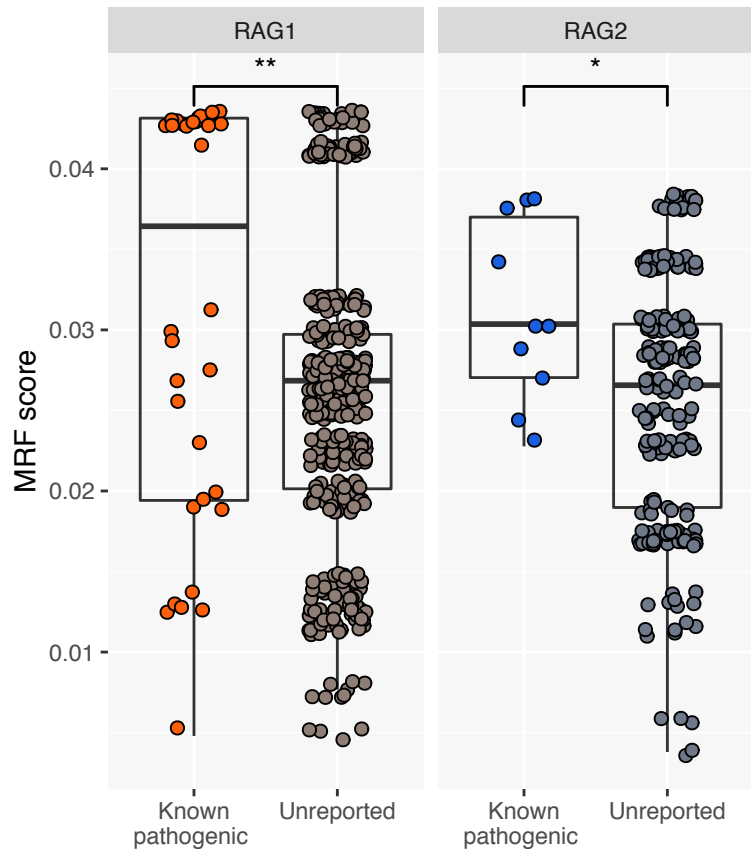 RAG1
RAG2
**
*
MRF score
0.04
0.03
0.02
0.01
Known
pathogenic
Unreported
Known
pathogenic
Unreported